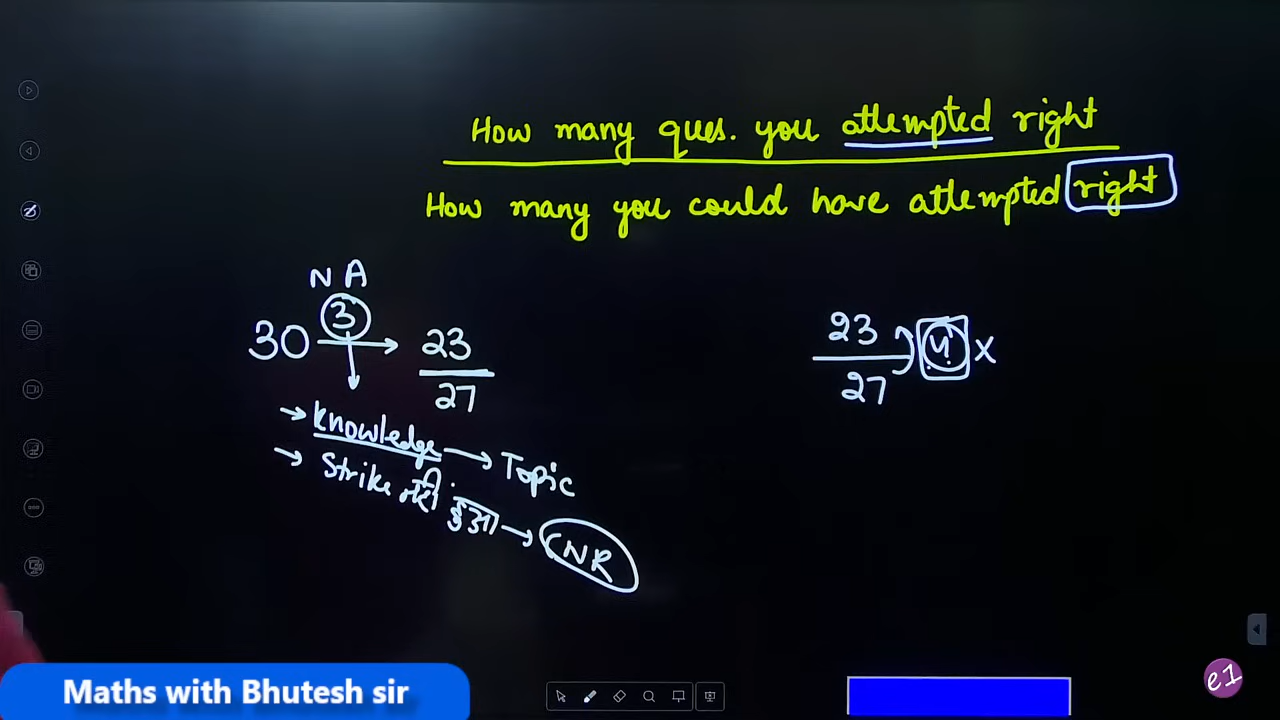 How many ques. you attempted right
How many you could have attempted right
N A
30 3 → 23
27
→ Knowledge → Topic
→ Strike नहीं हुआ → CNR
23
27 4 x
Maths with Bhutesh sir
e1